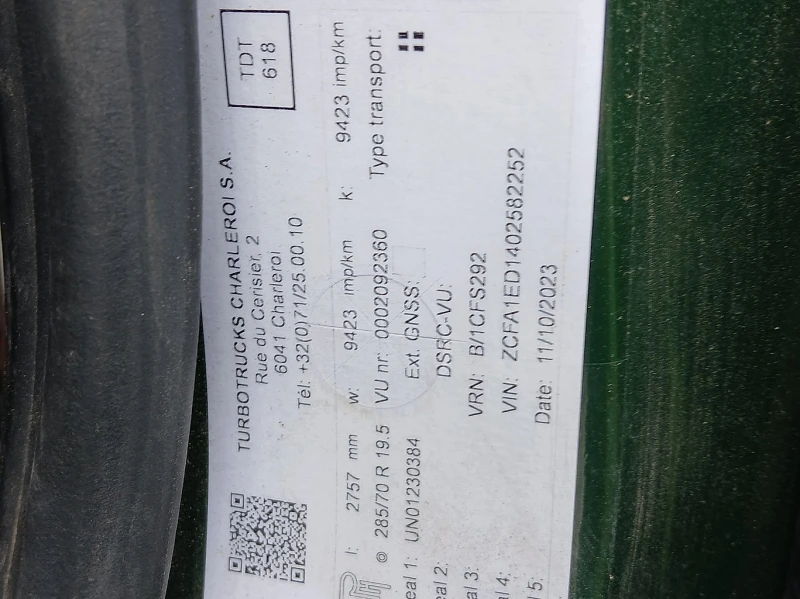 TURBOTRUCKS CHARLEROI S.A.
Rue du Cerisier, 2
6041 Charleroi
Tél: +32(0)71/25.00.10
TDT
618
l: 2757 mm w: 9423 imp/km k: 9423 imp/km
285/70 R 19.5 VU nr: 0002092360 Type transport:
eal 1: UN01230384 Ext. GNSS:
eal 2: DSRC-VU:
al 3: VRN: B/1CFS292
al 4: VIN: ZCFA1ED1402582252
l 5: Date: 11/10/2023